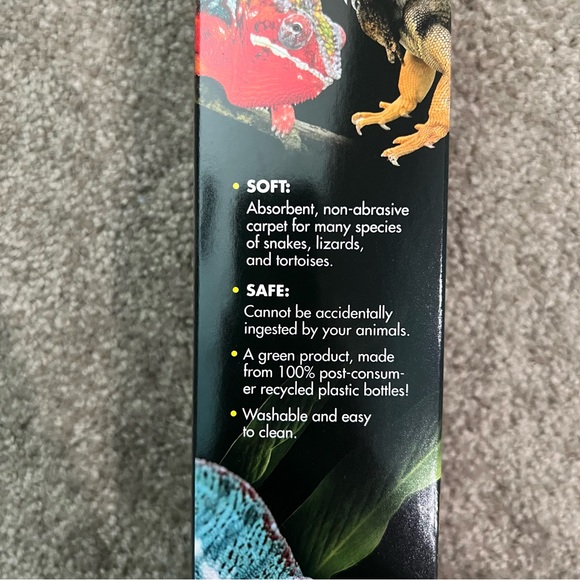 • SOFT:
Absorbent, non-abrasive
carpet for many species
of snakes, lizards,
and tortoises.
• SAFE:
Cannot be accidentally
ingested by your animals.
• A green product, made
from 100% post-consum-
er recycled plastic bottles!
• Washable and easy
to clean.